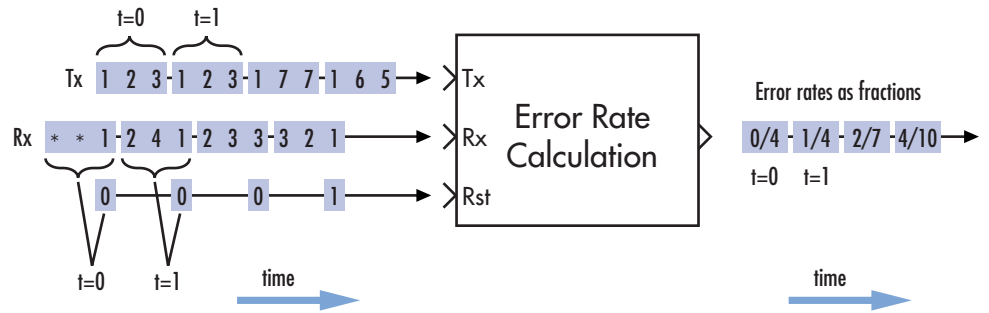 t=0 t=1
Tx 1 2 3 1 2 3 1 7 7 1 6 5
Rx * * 1 2 4 1 2 3 3 3 2 1
0 0 0 1
t=0 t=1
time
Tx
Rx
Rst
Error Rate
Calculation
Error rates as fractions
0/4 1/4 2/7 4/10
t=0 t=1
time